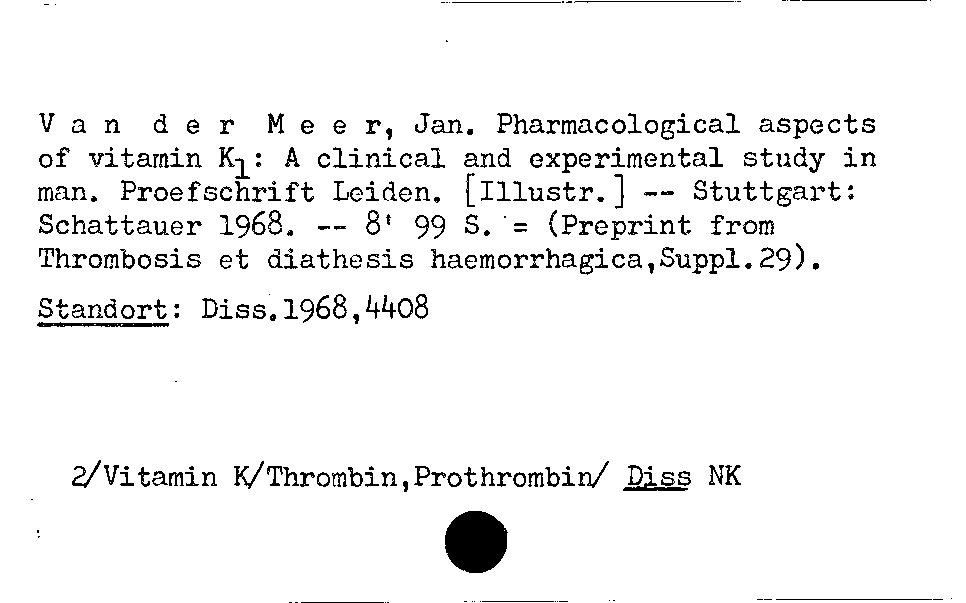 V a n  d e r  M e e r, Jan. Pharmacological aspects
of vitamin K1: A clinical and experimental study in
man. Proefschrift Leiden. [Illustr.] -- Stuttgart:
Schattauer 1968. -- 8' 99 S. = (Preprint from
Thrombosis et diathesis haemorrhagica,Suppl.29).
Standort: Diss.1968,4408
2/Vitamin K/Thrombin,Prothrombin/ Diss NK